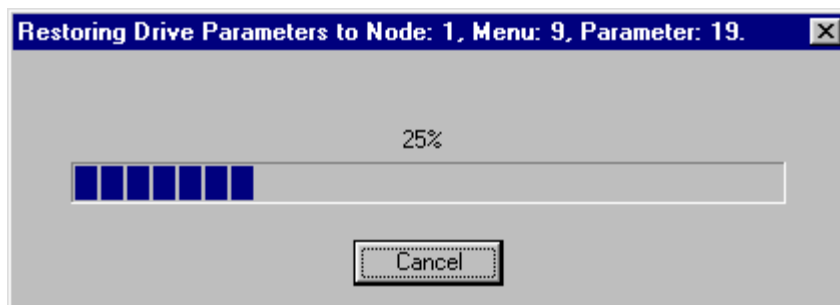 Restoring Drive Parameters to Node: 1, Menu: 9, Parameter: 19.
25%
Cancel